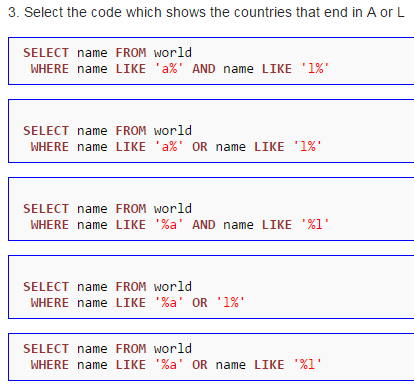 3. Select the code which shows the countries that end in A or L
SELECT name FROM world
WHERE name LIKE 'a%' AND name LIKE 'l%'
SELECT name FROM world
WHERE name LIKE 'a%' OR name LIKE 'l%'
SELECT name FROM world
WHERE name LIKE '%a' AND name LIKE '%l'
SELECT name FROM world
WHERE name LIKE '%a' OR 'l%'
SELECT name FROM world
WHERE name LIKE '%a' OR name LIKE '%l'